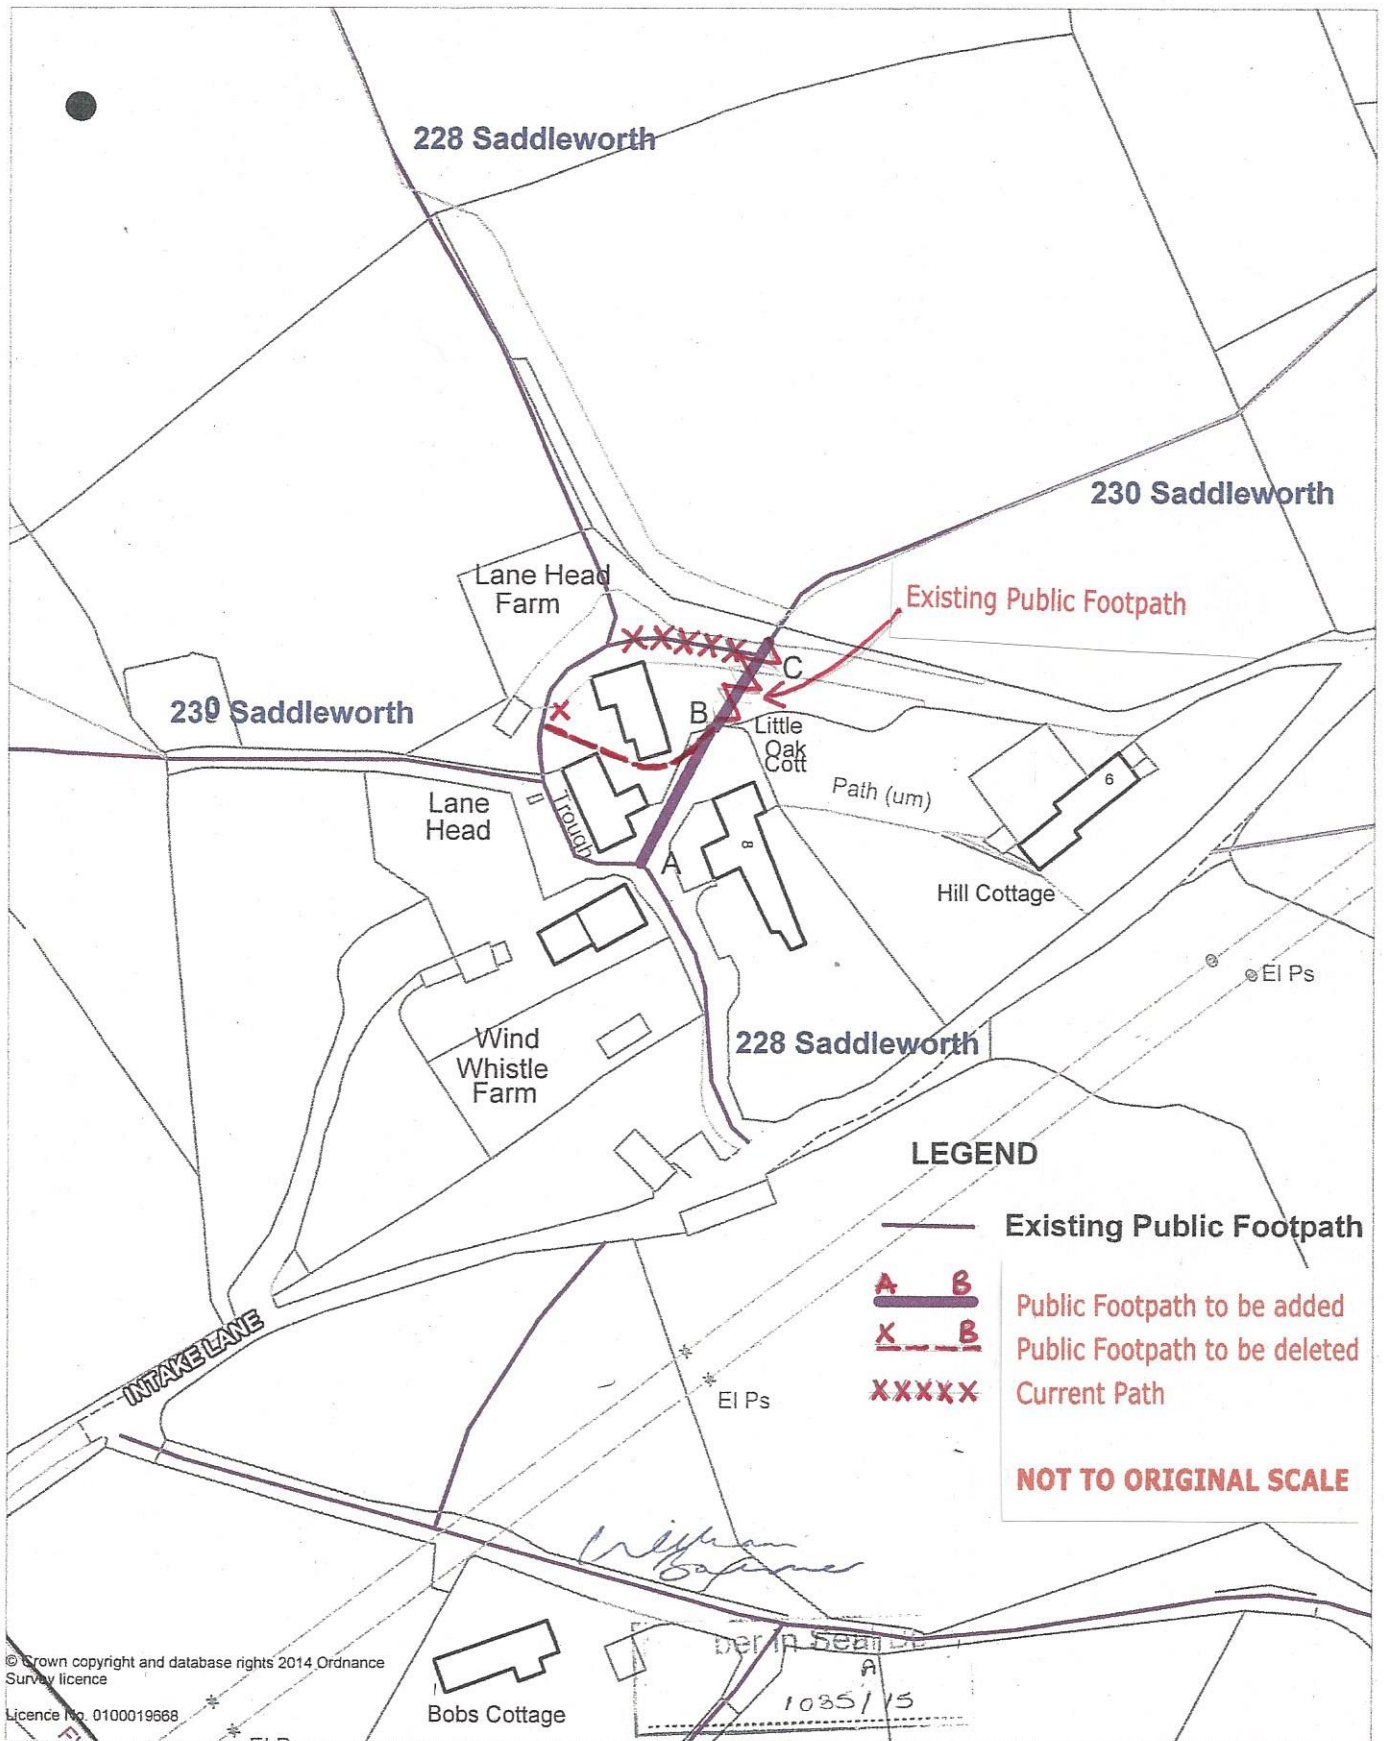 228 Saddleworth
230 Saddleworth
Lane Head
Farm
Existing Public Footpath
C
230 Saddleworth
X
B
Little
Oak
Cott
Path (um)
6
Lane
Head
Trough
A
8
Hill Cottage
El Ps
Wind
Whistle
Farm
228 Saddleworth
LEGEND
Existing Public Footpath
A B
Public Footpath to be added
X B
Public Footpath to be deleted
XXXXX
Current Path
INTAKE LANE
El Ps
NOT TO ORIGINAL SCALE
© Crown copyright and database rights 2014 Ordnance
Survey licence
A
1035/15
Licence No. 0100019668
Bobs Cottage